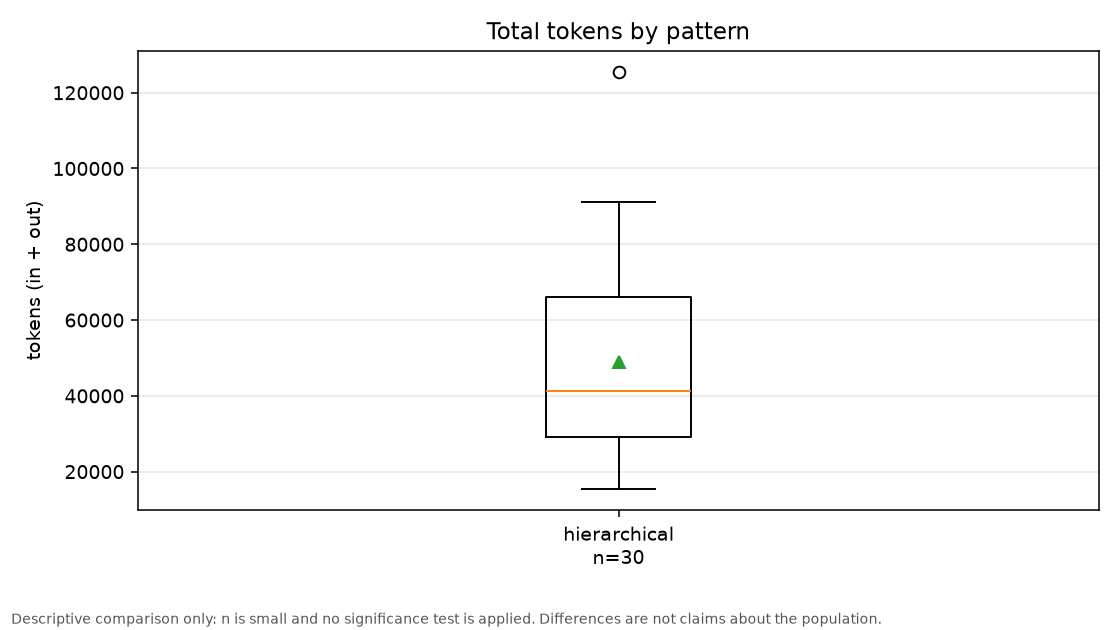 Total tokens by pattern
120000
100000
80000
60000
40000
20000
tokens (in + out)
hierarchical
n=30
Descriptive comparison only: n is small and no significance test is applied. Differences are not claims about the population.